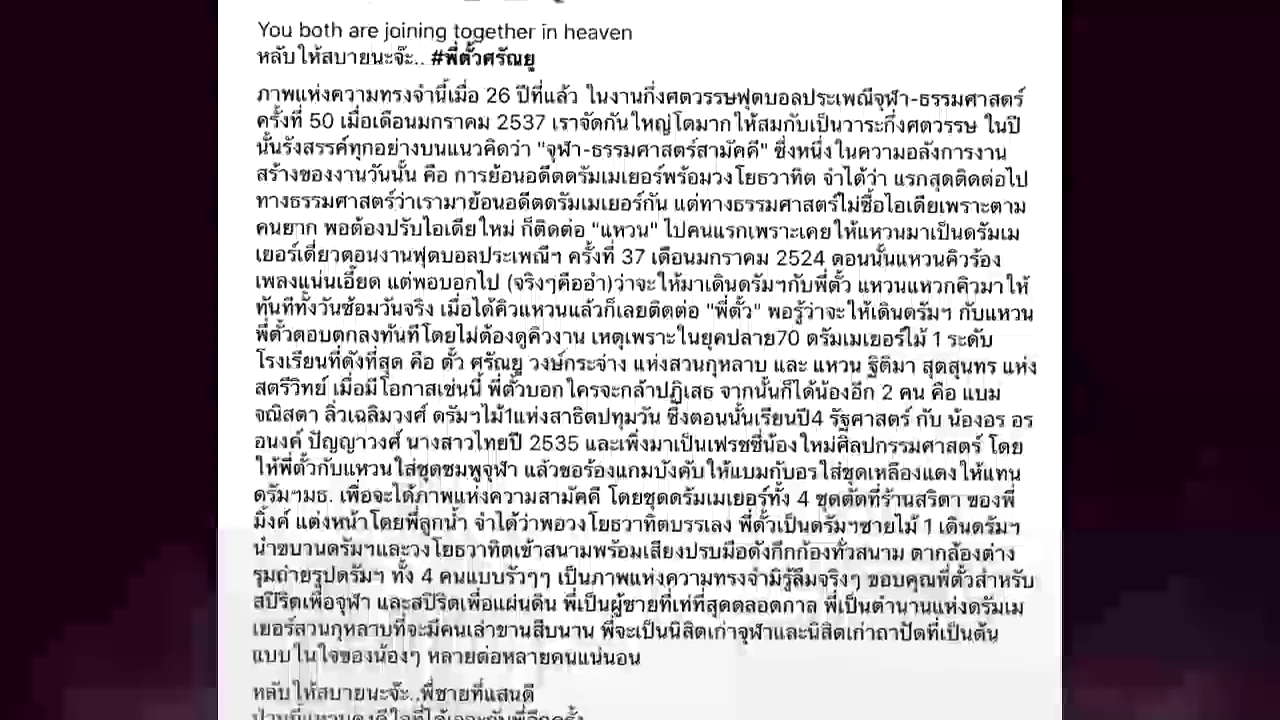 You both are joining together in heaven
หลับให้สบายนะจ๊ะ.. #พี่ตั้วศรัณยู
ภาพแห่งความทรงจำนี้เมื่อ 26 ปีที่แล้ว ในงานกึ่งศตวรรษฟุตบอลประเพณีจุฬา-ธรรมศาสตร์
ครั้งที่ 50 เมื่อเดือนมกราคม 2537 เราจัดกันใหญ่โตมากให้สมกับเป็นวาระกึ่งศตวรรษ ในปี
นั้นรังสรรค์ทุกอย่างบนแนวคิดว่า "จุฬา-ธรรมศาสตร์สามัคคี" ซึ่งหนึ่งในความอลังการงาน
สร้างของงานวันนั้น คือ การย้อนอดีตดรัมเมเยอร์พร้อมวงโยธวาทิต จำได้ว่า แรกสุดติดต่อไป
ทางธรรมศาสตร์ว่าเรามาย้อนอดีตดรัมเมเยอร์กัน แต่ทางธรรมศาสตร์ไม่ซื้อไอเดียเพราะตาม
คนยาก พอต้องปรับไอเดียใหม่ ก็ติดต่อ "แหวน" ไปคนแรกเพราะเคยให้แหวนมาเป็นดรัมเม
เยอร์เดี่ยวตอนงานฟุตบอลประเพณีฯ ครั้งที่ 37 เดือนมกราคม 2524 ตอนนั้นแหวนคิวร้อง
เพลงแน่นเอี๊ยด แต่พอบอกไป (จริงๆคืออำ)ว่าจะให้มาเดินดรัมฯกับพี่ตั้ว แหวนแหวกคิวมาให้
ทันทีทั้งวันซ้อมวันจริง เมื่อได้คิวแหวนแล้วก็เลยติดต่อ "พี่ตั้ว" พอรู้ว่าจะให้เดินดรัมฯ กับแหวน
พี่ตั้วตอบตกลงทันทีโดยไม่ต้องดูคิวงาน เหตุเพราะในยุคปลาย70 ดรัมเมเยอร์ไม้ 1 ระดับ
โรงเรียนที่ดังที่สุด คือ ตั้ว ศรัณยู วงษ์กระจ่าง แห่งสวนกุหลาบ และ แหวน ฐิติมา สุตสุนทร แห่ง
สตรีวิทย์ เมื่อมีโอกาสเช่นนี้ พี่ตั้วบอกใครจะกล้าปฏิเสธ จากนั้นก็ได้น้องอีก 2 คน คือ แบม
จณิสตา ลิ่วเฉลิมวงศ์ ดรัมฯไม้1แห่งสาธิตปทุมวัน ซึ่งตอนนั้นเรียนปี4 รัฐศาสตร์ กับ น้องอร อร
อนงค์ ปัญญาวงศ์ นางสาวไทยปี 2535 และเพิ่งมาเป็นเฟรชชี่น้องใหม่ศิลปกรรมศาสตร์ โดย
ให้พี่ตั้วกับแหวนใส่ชุดชมพูจุฬา แล้วขอร้องแกมบังคับให้แบมกับอรใส่ชุดเหลืองแดงให้แทน
ดรัมฯมธ. เพื่อจะได้ภาพแห่งความสามัคคี โดยชุดดรัมเมเยอร์ทั้ง 4 ชุดตัดที่ร้านสริตา ของพี่
มิ้งค์ แต่งหน้าโดยพี่ลูกน้ำ จำได้ว่าพอวงโยธวาทิตบรรเลง พี่ตั้วเป็นดรัมฯชายไม้ 1 เดินดรัมฯ
นำขบวนดรัมฯและวงโยธวาทิตเข้าสนามพร้อมเสียงปรบมือดังกึกก้องทั่วสนาม ตากล้องต่าง
รุมถ่ายรูปดรัมฯ ทั้ง 4 คนแบบรัวๆๆ เป็นภาพแห่งความทรงจำมิรู้ลืมจริงๆ ขอบคุณพี่ตั้วสำหรับ
สปิริตเพื่อจุฬา และสปิริตเพื่อแผ่นดิน พี่เป็นผู้ชายที่เท่ที่สุดตลอดกาล พี่เป็นตำนานแห่งดรัมเม
เยอร์สวนกุหลาบที่จะมีคนเล่าขานสืบนาน พี่จะเป็นนิสิตเก่าจุฬาและนิสิตเก่าถาปัดที่เป็นต้น
แบบในใจของน้องๆ หลายต่อหลายคนแน่นอน
หลับให้สบายนะจ๊ะ..พี่ชายที่แสนดี